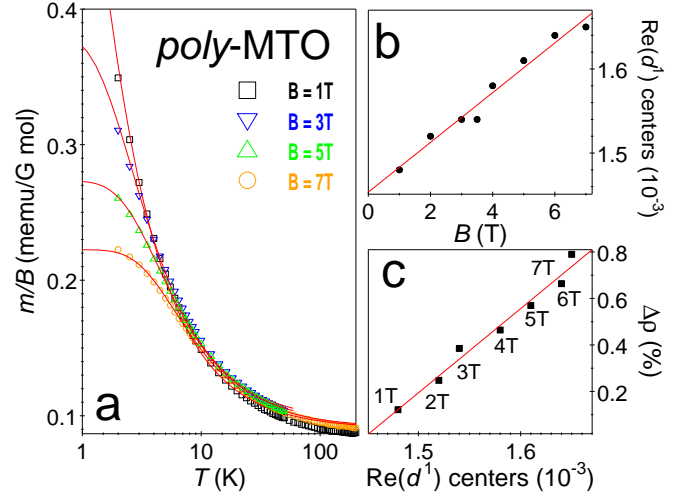 poly-MTO
B = 1T
B = 3T
B = 5T
B = 7T
a
0.4
0.3
0.2
0.1
m/B (memu/G mol)
1
10
100
T (K)
b
1.6
1.5
Re(d¹) centers (10⁻³)
0
2
4
6
B (T)
c
7T
6T
5T
4T
3T
2T
1T
0.8
0.6
0.4
0.2
Δρ (%)
1.5
1.6
Re(d¹) centers (10⁻³)